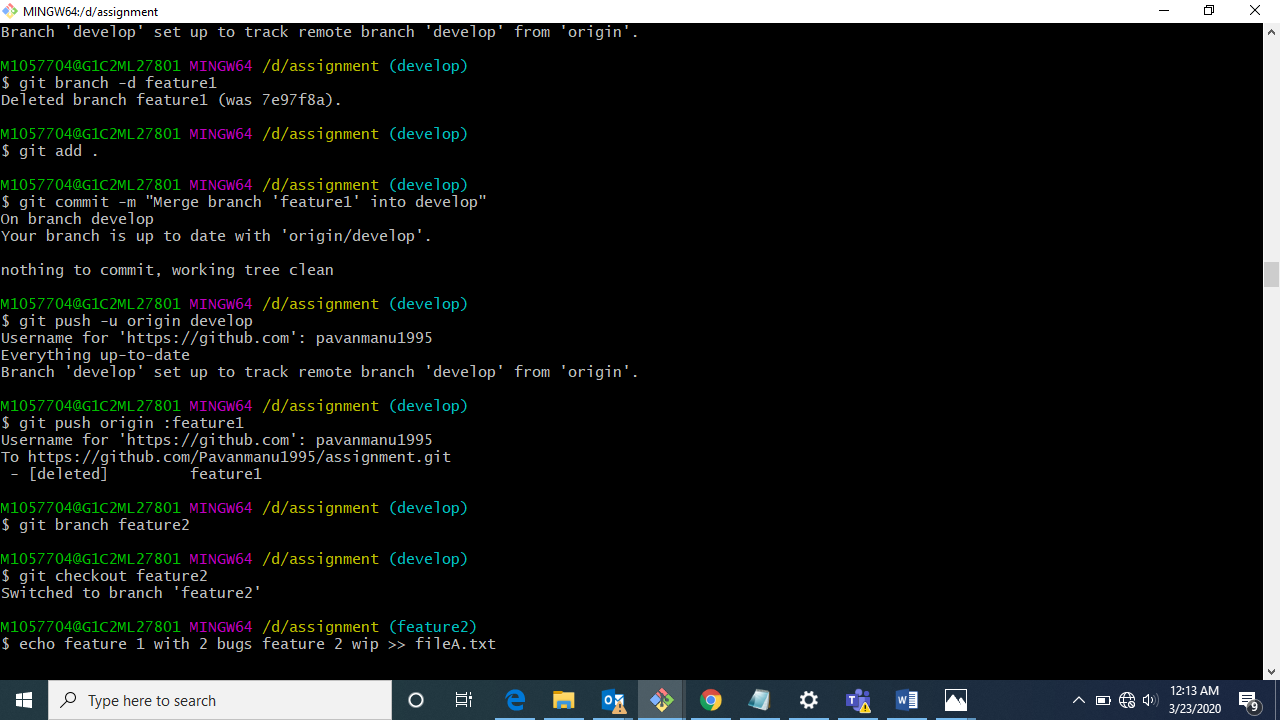 MINGW64:/d/assignment
Branch 'develop' set up to track remote branch 'develop' from 'origin'.
M1057704@G1C2ML27801 MINGW64 /d/assignment (develop)
$ git branch -d feature1
Deleted branch feature1 (was 7e97f8a).
M1057704@G1C2ML27801 MINGW64 /d/assignment (develop)
$ git add .
M1057704@G1C2ML27801 MINGW64 /d/assignment (develop)
$ git commit -m "Merge branch 'feature1' into develop"
On branch develop
Your branch is up to date with 'origin/develop'.
nothing to commit, working tree clean
M1057704@G1C2ML27801 MINGW64 /d/assignment (develop)
$ git push -u origin develop
Username for 'https://github.com': pavanmanu1995
Everything up-to-date
Branch 'develop' set up to track remote branch 'develop' from 'origin'.
M1057704@G1C2ML27801 MINGW64 /d/assignment (develop)
$ git push origin :feature1
Username for 'https://github.com': pavanmanu1995
To https://github.com/Pavanmanu1995/assignment.git
 - [deleted]         feature1
M1057704@G1C2ML27801 MINGW64 /d/assignment (develop)
$ git branch feature2
M1057704@G1C2ML27801 MINGW64 /d/assignment (develop)
$ git checkout feature2
Switched to branch 'feature2'
M1057704@G1C2ML27801 MINGW64 /d/assignment (feature2)
$ echo feature 1 with 2 bugs feature 2 wip >> fileA.txt
Type here to search
12:13 AM
3/23/2020
9